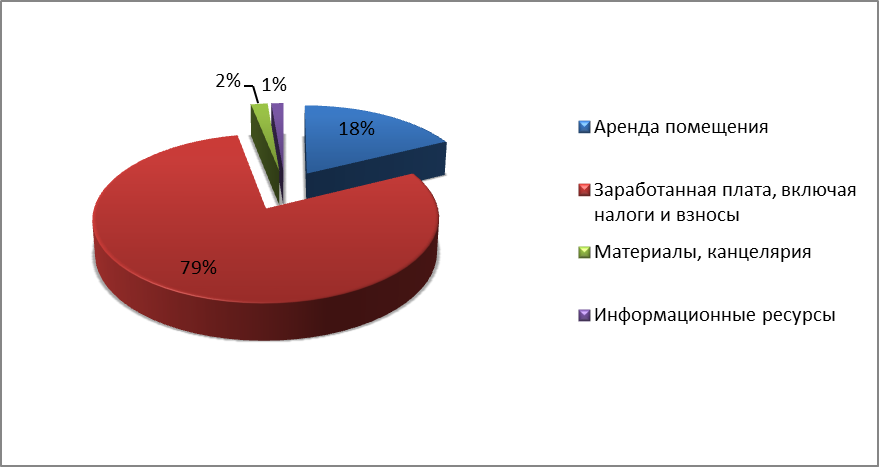 2%
1%
18%
79%
Аренда помещения
Заработанная плата, включая
налоги и взносы
Материалы, канцелярия
Информационные ресурсы